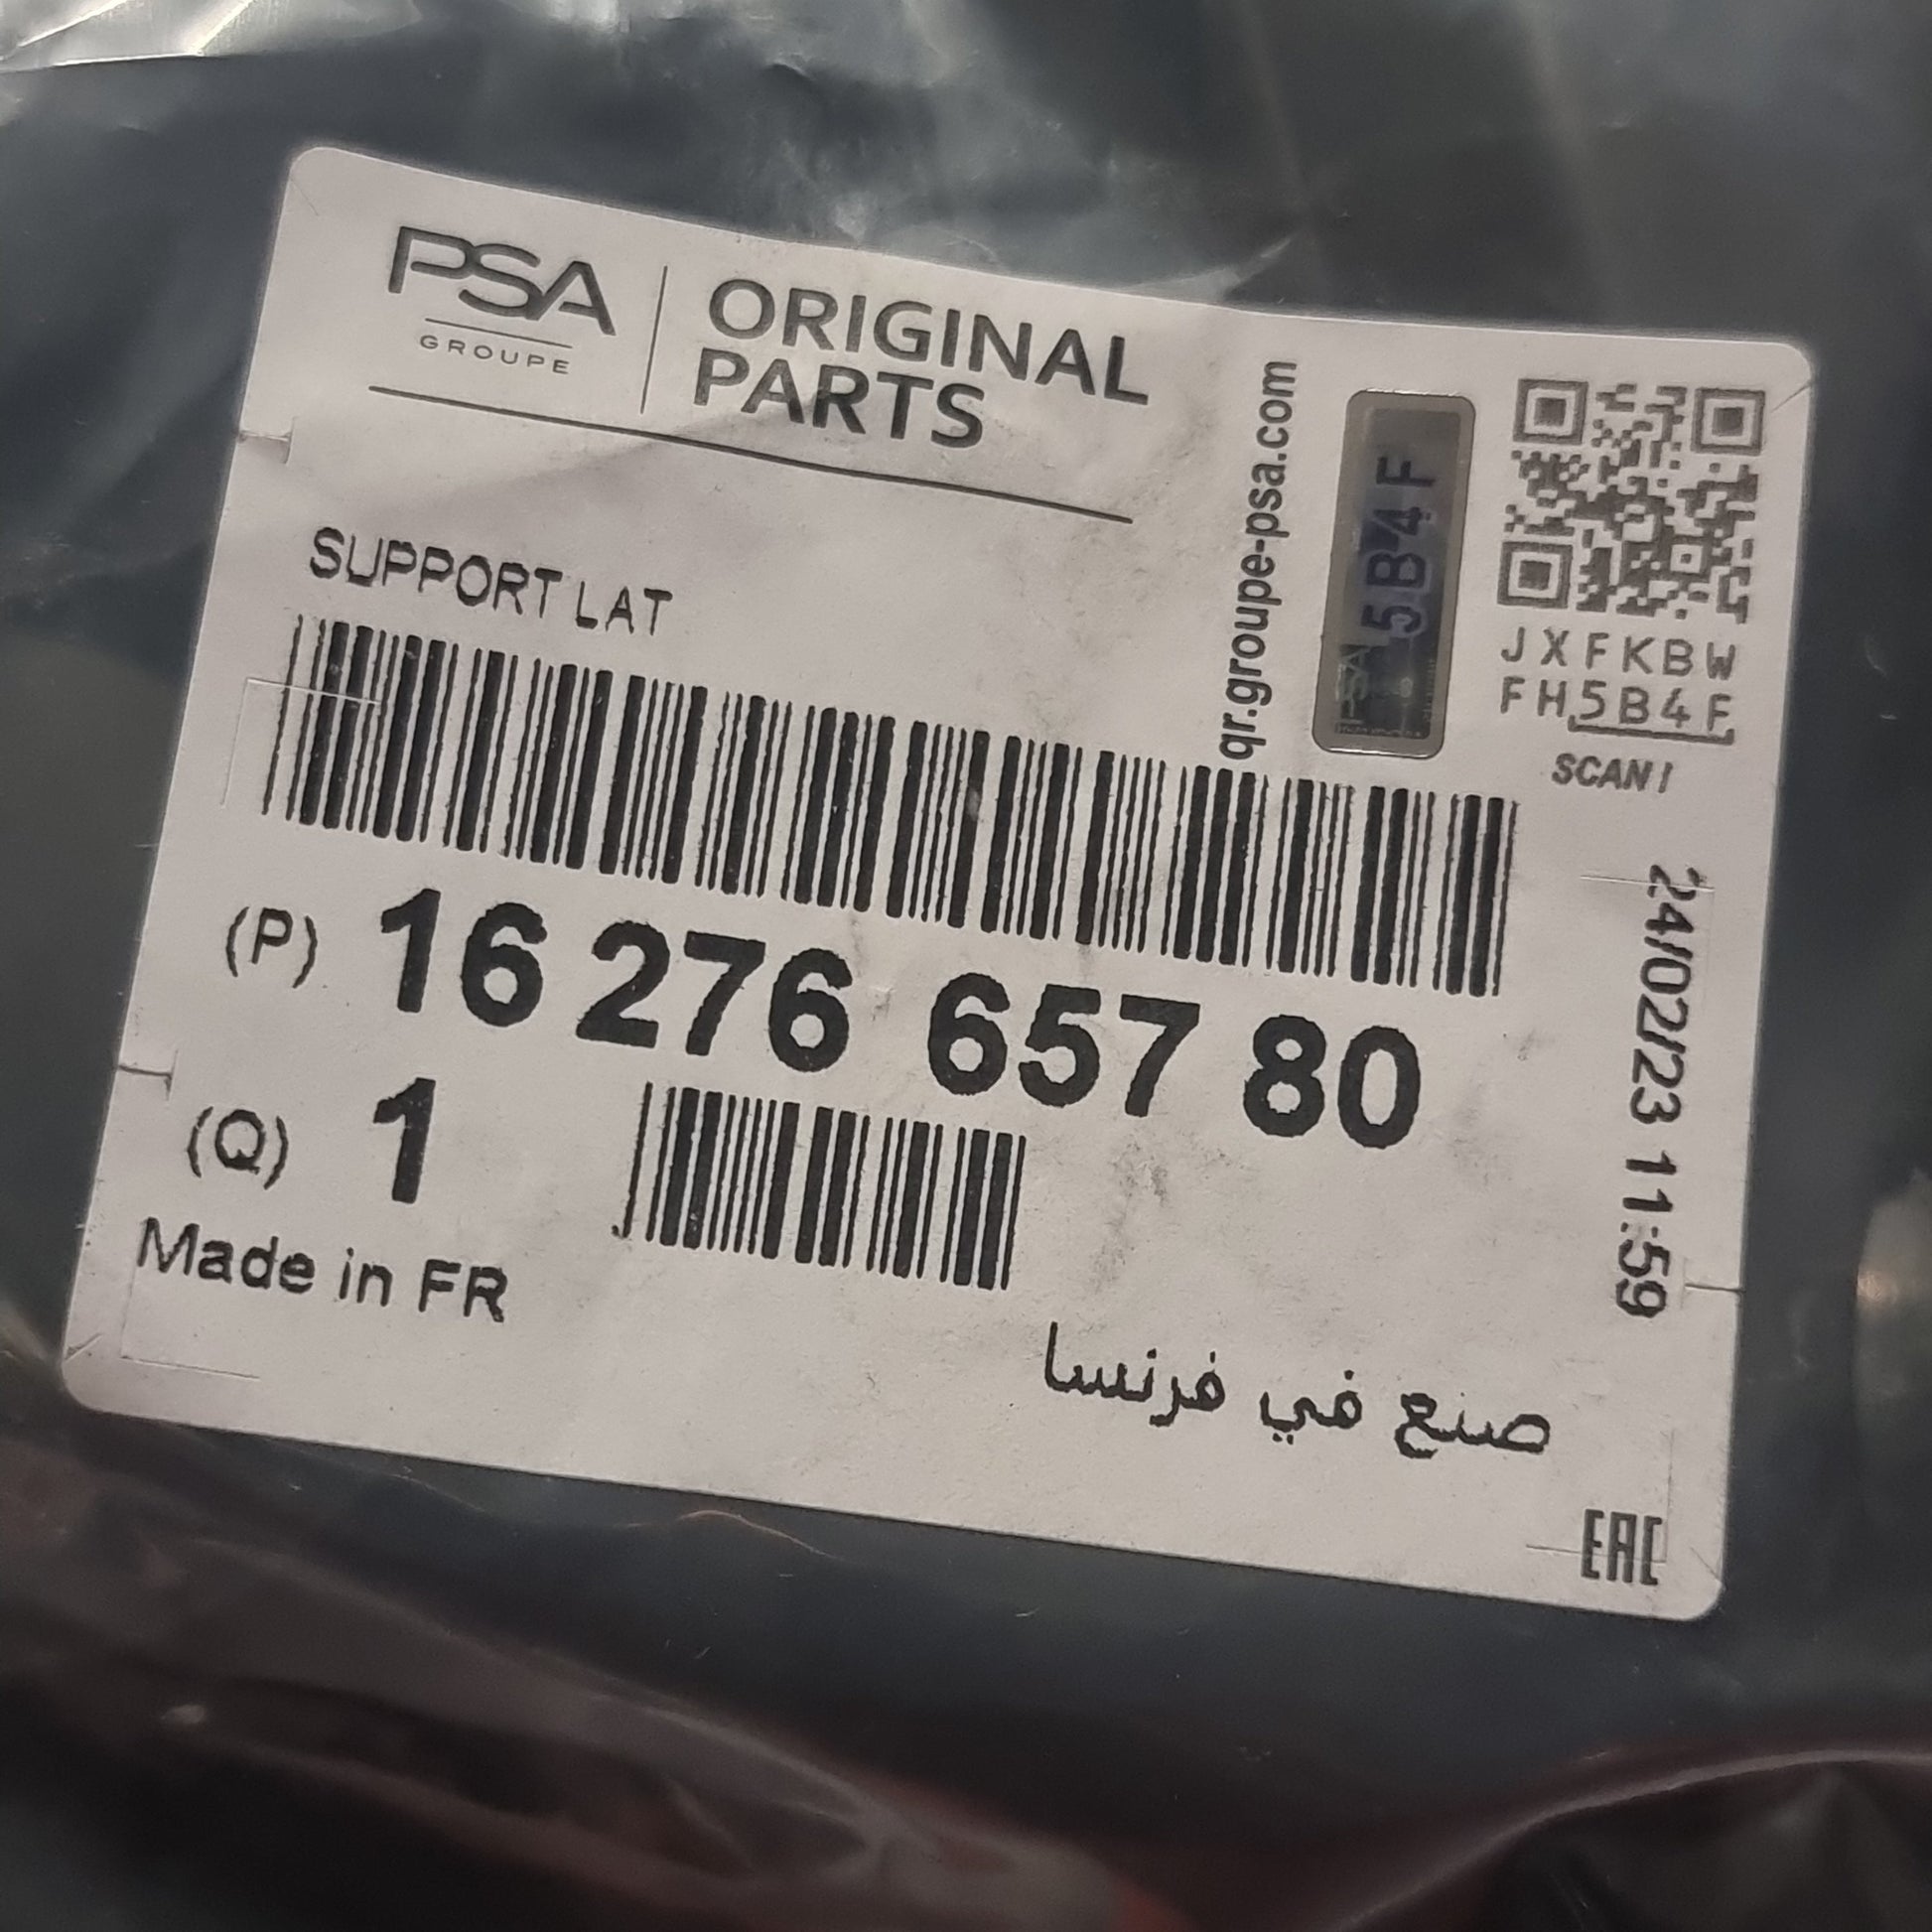 PSA
GROUPE
ORIGINAL
PARTS
qr.groupe-psa.com
5B4F
PSA
JXFKBW
FH5B4F
SCAN!
SUPPORT LAT
(P) 16 276 657 80
(Q) 1
24/02/23 11:59
Made in FR
صنع في فرنسا
EAC